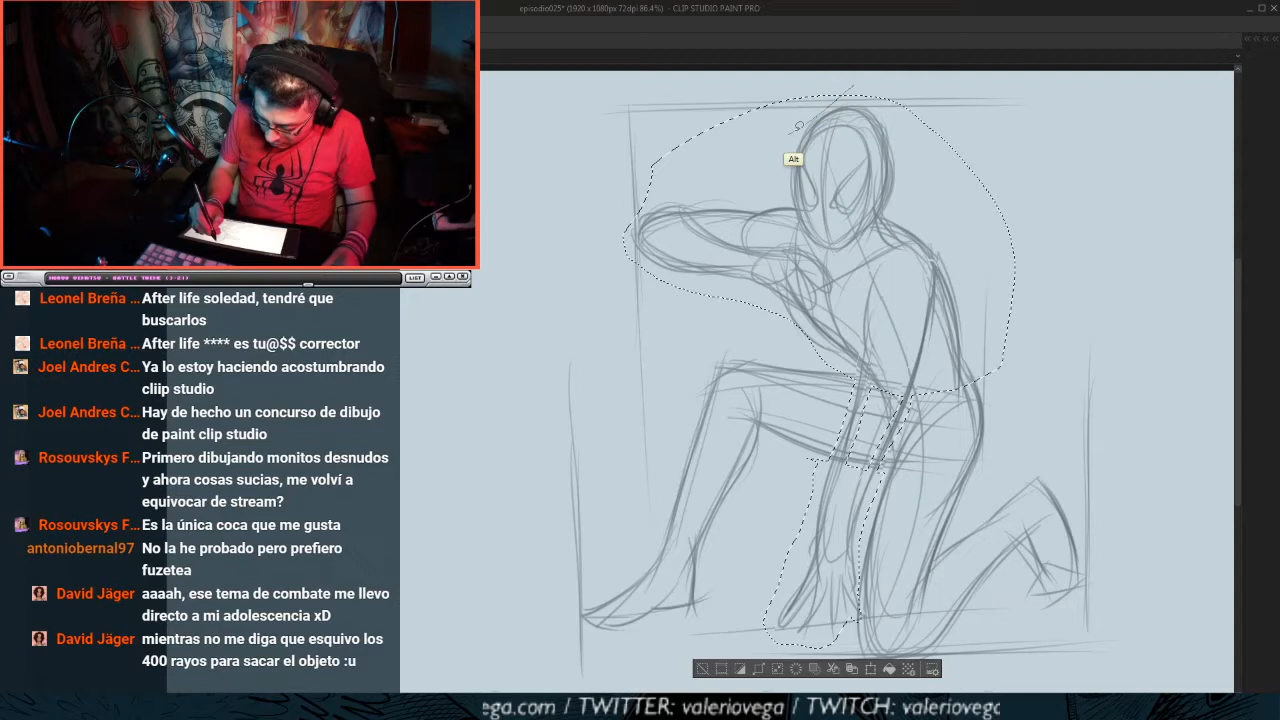 episodio025* (1920 x 1080px 72dpi 86.4%) - CLIP STUDIO PAINT PRO
Alt
LIST
Leonel Breña ... After life soledad, tendré que
buscarlos
Leonel Breña ... After life **** es tu@$$ corrector
Joel Andres C... Ya lo estoy haciendo acostumbrando
cliip studio
Joel Andres C... Hay de hecho un concurso de dibujo
de paint clip studio
Rosouvskys F... Primero dibujando monitos desnudos
y ahora cosas sucias, me volví a
equivocar de stream?
Rosouvskys F... Es la única coca que me gusta
antoniobernal97 No la he probado pero prefiero
fuzetea
David Jäger aaaah, ese tema de combate me llevo
directo a mi adolescencia xD
David Jäger mientras no me diga que esquivo los
400 rayos para sacar el objeto :u
ega.com / TWITTER: valeriovega / TWITCH: valeriovega